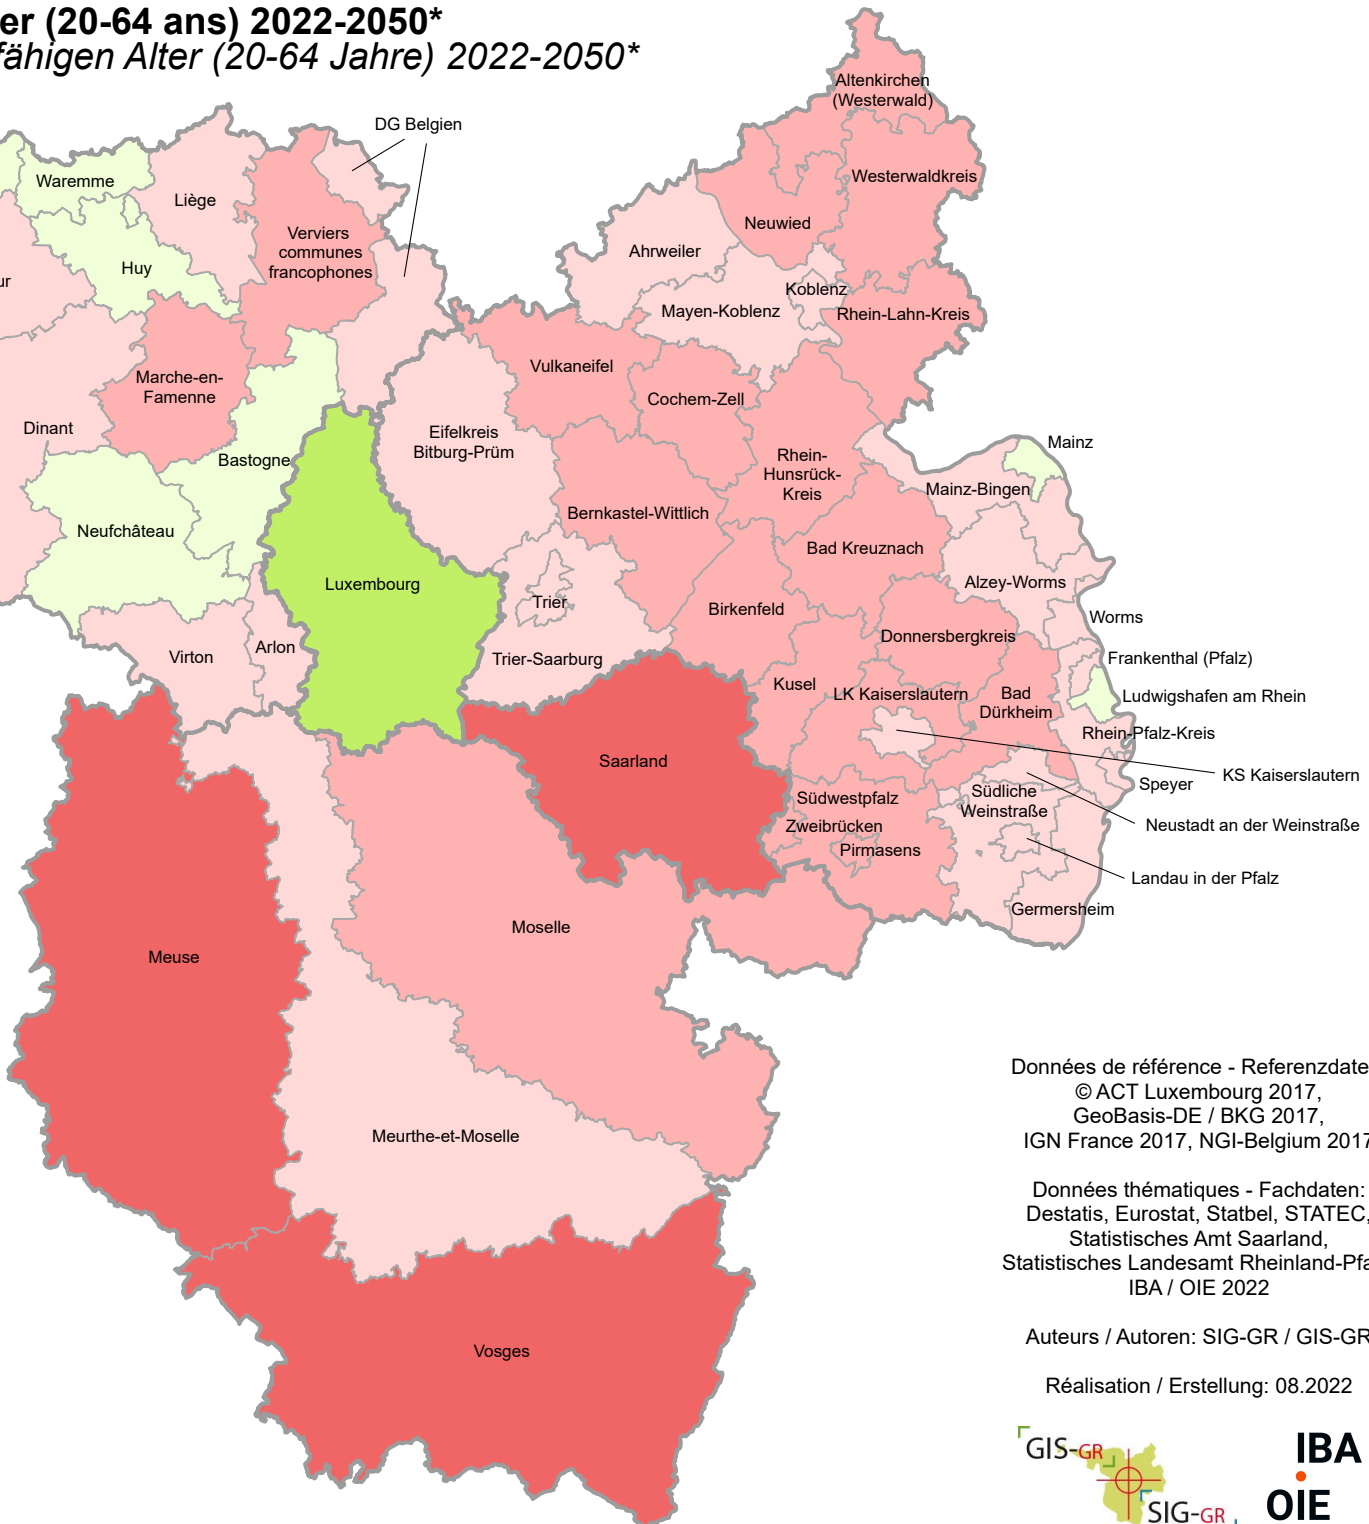 er (20-64 ans) 2022-2050*
fähigen Alter (20-64 Jahre) 2022-2050*
Altenkirchen
(Westerwald)
DG Belgien
Waremme
Liège
Westerwaldkreis
Verviers
communes
francophones
Neuwied
Ahrweiler
Huy
ur
Koblenz
Mayen-Koblenz
Rhein-Lahn-Kreis
Vulkaneifel
Marche-en-
Famenne
Cochem-Zell
Dinant
Eifelkreis
Bitburg-Prüm
Mainz
Bastogne
Rhein-
Hunsrück-
Kreis
Mainz-Bingen
Bernkastel-Wittlich
Neufchâteau
Bad Kreuznach
Luxembourg
Alzey-Worms
Trier
Birkenfeld
Worms
Donnersbergkreis
Arlon
Virton
Trier-Saarburg
Frankenthal (Pfalz)
Kusel
LK Kaiserslautern
Bad
Dürkheim
Ludwigshafen am Rhein
Rhein-Pfalz-Kreis
Saarland
KS Kaiserslautern
Speyer
Südwestpfalz
Südliche
Weinstraße
Zweibrücken
Neustadt an der Weinstraße
Pirmasens
Landau in der Pfalz
Germersheim
Moselle
Meuse
Meurthe-et-Moselle
Vosges
Données de référence - Referenzdate
© ACT Luxembourg 2017,
GeoBasis-DE / BKG 2017,
IGN France 2017, NGI-Belgium 2017
Données thématiques - Fachdaten:
Destatis, Eurostat, Statbel, STATEC,
Statistisches Amt Saarland,
Statistisches Landesamt Rheinland-Pfa
IBA / OIE 2022
Auteurs / Autoren: SIG-GR / GIS-GR
Réalisation / Erstellung: 08.2022
GIS-GR
SIG-GR
IBA
OIE